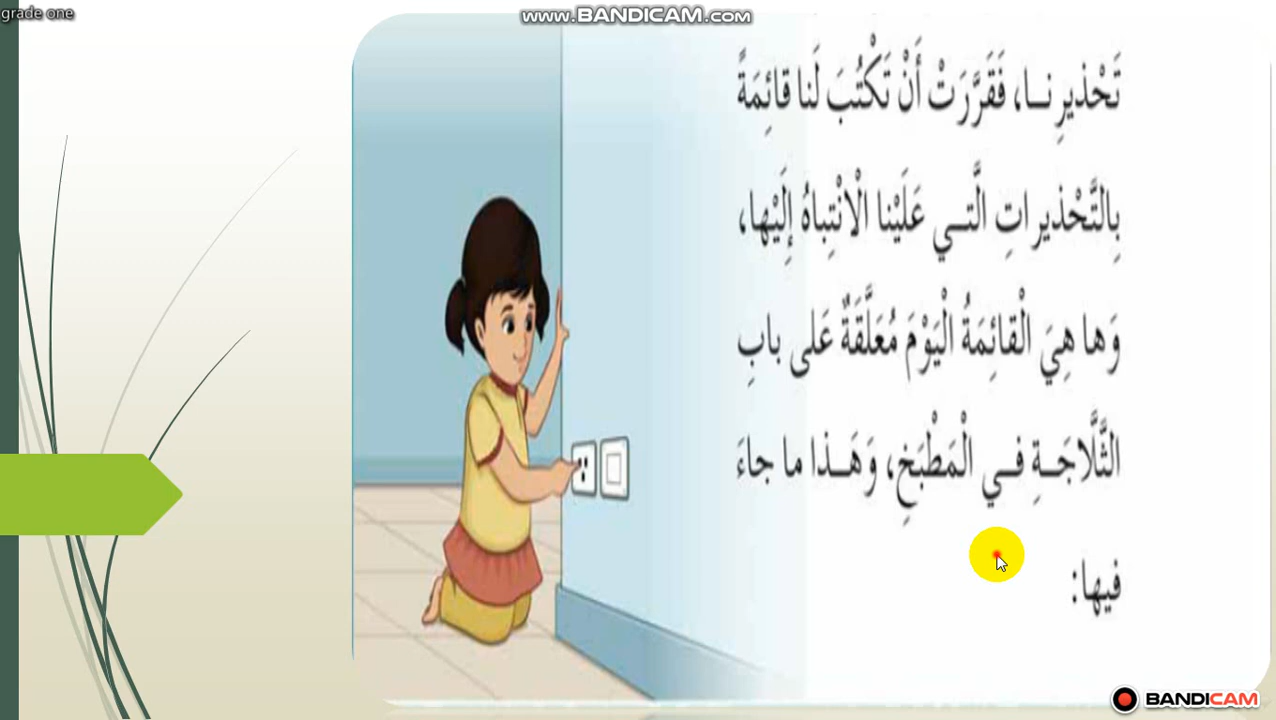 grade one
www.BANDICAM.com
تَحْذيرِنـا، فَقَرَّرَتْ أَنْ تَكْتُبَ لَنا قائِمَةً
بِالتَّحْذيراتِ الَّتـي عَلَيْنا الْانْتِباهُ إِلَيْها،
وَها هِيَ الْقائِمَةُ الْيَوْمَ مُعَلَّقَةٌ عَلى بابِ
الثَّلّاجَـةِ فـي الْمَطْبَخِ، وَهَـذا ما جاءَ
فيها:
BANDICAM